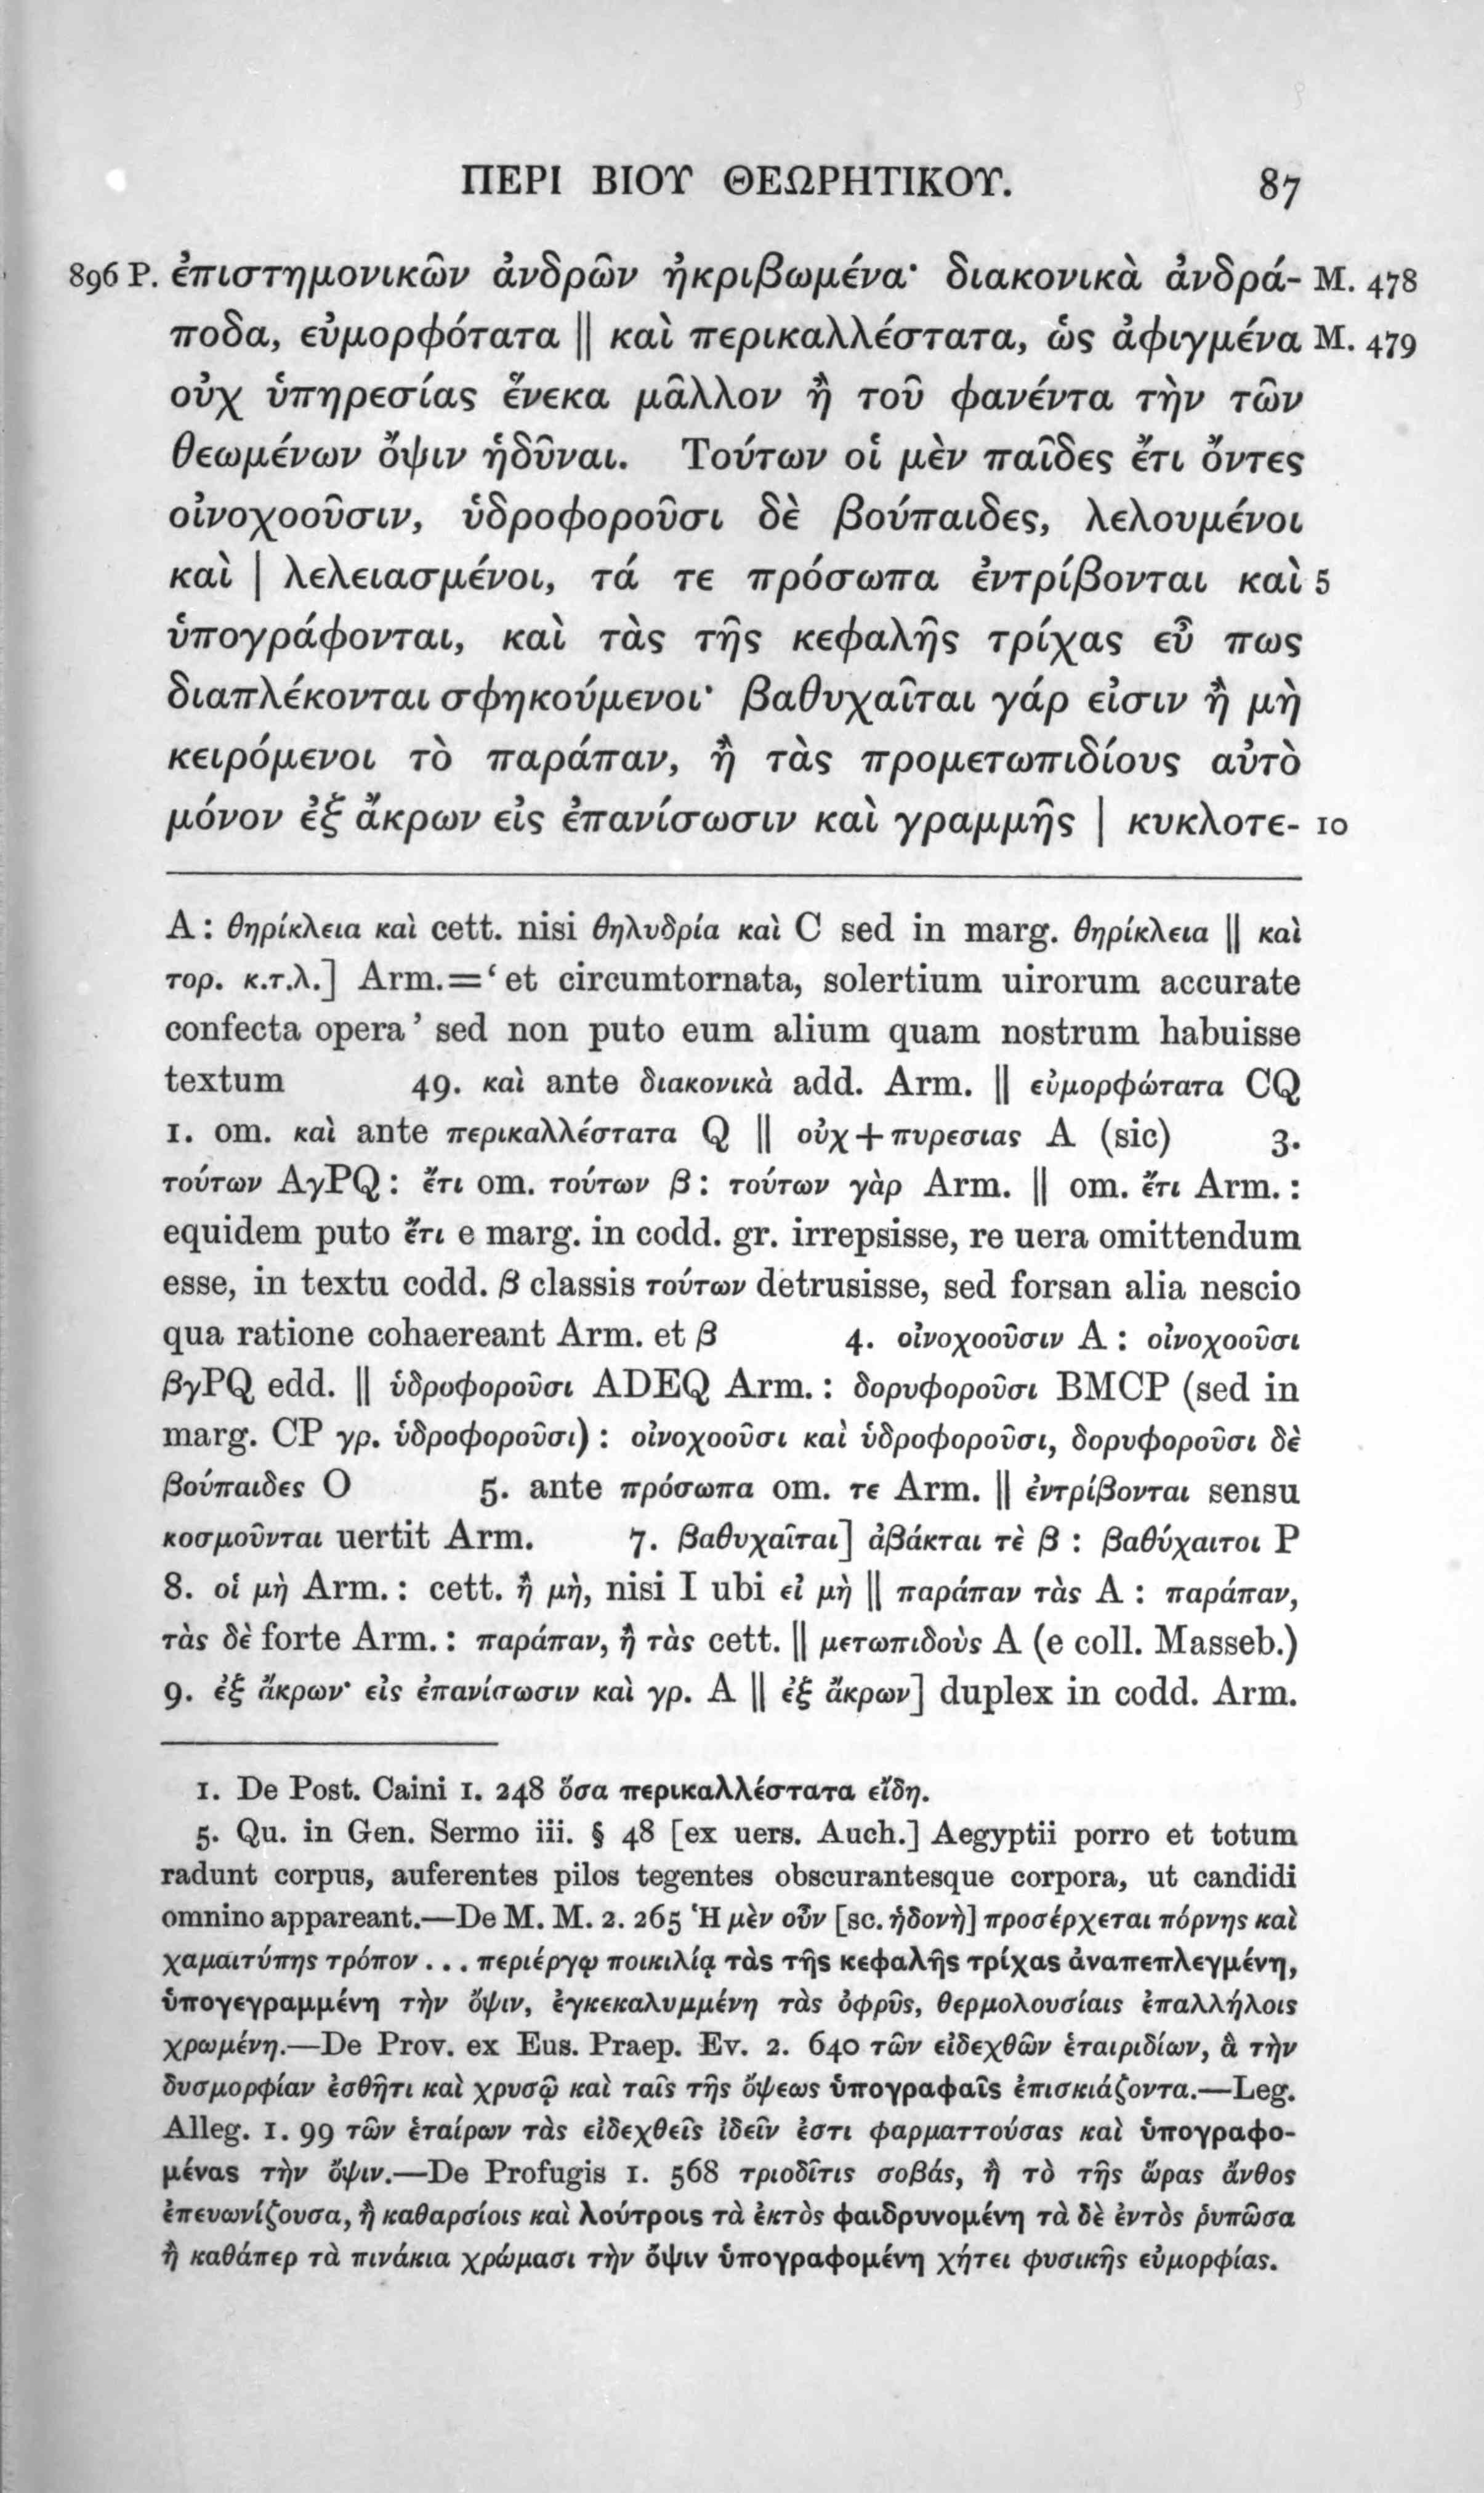 ΠΕΡΙ ΒΙΟΥ ΘΕΩΡΗΤΙΚΟΥ. 87
896 P. ἐπιστημονικῶν ἀνδρῶν ἠκριβωμένα· διακονικὰ ἀνδρά- M. 478
ποδα, εὐμορφότατα || καὶ περικαλλέστατα, ὡς ἀφιγμένα M. 479
οὐχ ὑπηρεσίας ἕνεκα μᾶλλον ἢ τοῦ φανέντα τὴν τῶν
θεωμένων ὄψιν ἡδῦναι. Τούτων οἱ μὲν παῖδες ἔτι ὄντες
οἰνοχοοῦσιν, ὑδροφοροῦσι δὲ βούπαιδες, λελουμένοι
καὶ | λελειασμένοι, τά τε πρόσωπα ἐντρίβονται καὶ 5
ὑπογράφονται, καὶ τὰς τῆς κεφαλῆς τρίχας εὖ πως
διαπλέκονται σφηκούμενοι· βαθυχαῖται γάρ εἰσιν ἢ μὴ
κειρόμενοι τὸ παράπαν, ἢ τὰς προμετωπιδίους αὐτὸ
μόνον ἐξ ἄκρων εἰς ἐπανίσωσιν καὶ γραμμῆς | κυκλοτε- 10
A : θηρίκλεια καὶ cett. nisi θηλυδρία καὶ C sed in marg. θηρίκλεια || καὶ
τορ. κ.τ.λ.] Arm.=‘et circumtornata, solertium uirorum accurate
confecta opera’ sed non puto eum alium quam nostrum habuisse
textum 49. καὶ ante διακονικὰ add. Arm. || εὐμορφώτατα CQ
1. om. καὶ ante περικαλλέστατα Q || οὐχ+πυρεσιας A (sic) 3.
τούτων AγPQ : ἔτι om. τούτων β : τούτων γὰρ Arm. || om. ἔτι Arm. :
equidem puto ἔτι e marg. in codd. gr. irrepsisse, re uera omittendum
esse, in textu codd. β classis τούτων detrusisse, sed forsan alia nescio
qua ratione cohaereant Arm. et β 4. οἰνοχοοῦσιν A : οἰνοχοοῦσι
βγPQ edd. || ὑδροφοροῦσι ADEQ Arm. : δορυφοροῦσι BMCP (sed in
marg. CP γρ. ὑδροφοροῦσι) : οἰνοχοοῦσι καὶ ὑδροφοροῦσι, δορυφοροῦσι δὲ
βούπαιδες O 5. ante πρόσωπα om. τε Arm. || ἐντρίβονται sensu
κοσμοῦνται uertit Arm. 7. βαθυχαῖται] ἀβάκται τὲ β : βαθύχαιτοι P
8. οἱ μὴ Arm. : cett. ἢ μὴ, nisi I ubi εἰ μὴ || παράπαν τὰς A : παράπαν,
τὰς δὲ forte Arm. : παράπαν, ἢ τὰς cett. || μετωπιδοὺς A (e coll. Masseb.)
9. ἐξ ἄκρων· εἰς ἐπανίσωσιν καὶ γρ. A || ἐξ ἄκρων] duplex in codd. Arm.
1. De Post. Caini 1. 248 ὅσα περικαλλέστατα εἴδη.
5. Qu. in Gen. Sermo iii. § 48 [ex uers. Auch.] Aegyptii porro et totum
radunt corpus, auferentes pilos tegentes obscurantesque corpora, ut candidi
omnino appareant.—De M. M. 2. 265 Ἡ μὲν οὖν [sc. ἡδονὴ] προσέρχεται πόρνης καὶ
χαμαιτύπης τρόπον ... περιέργῳ ποικιλίᾳ τὰς τῆς κεφαλῆς τρίχας ἀναπεπλεγμένη,
ὑπογεγραμμένη τὴν ὄψιν, ἐγκεκαλυμμένη τὰς ὀφρῦς, θερμολουσίαις ἐπαλλήλοις
χρωμένη.—De Prov. ex Eus. Praep. Ev. 2. 640 τῶν εἰδεχθῶν ἑταιριδίων, ἃ τὴν
δυσμορφίαν ἐσθῆτι καὶ χρυσῷ καὶ ταῖς τῆς ὄψεως ὑπογραφαῖς ἐπισκιάζοντα.—Leg.
Alleg. 1. 99 τῶν ἑταίρων τὰς εἰδεχθεῖς ἰδεῖν ἐστι φαρματτούσας καὶ ὑπογραφο-
μένας τὴν ὄψιν.—De Profugis 1. 568 τριοδῖτις σοβάς, ἢ τὸ τῆς ὥρας ἄνθος
ἐπευωνίζουσα, ἢ καθαρσίοις καὶ λούτροις τὰ ἐκτὸς φαιδρυνομένη τὰ δὲ ἐντὸς ῥυπῶσα
ἢ καθάπερ τὰ πινάκια χρώμασι τὴν ὄψιν ὑπογραφομένη χήτει φυσικῆς εὐμορφίας.